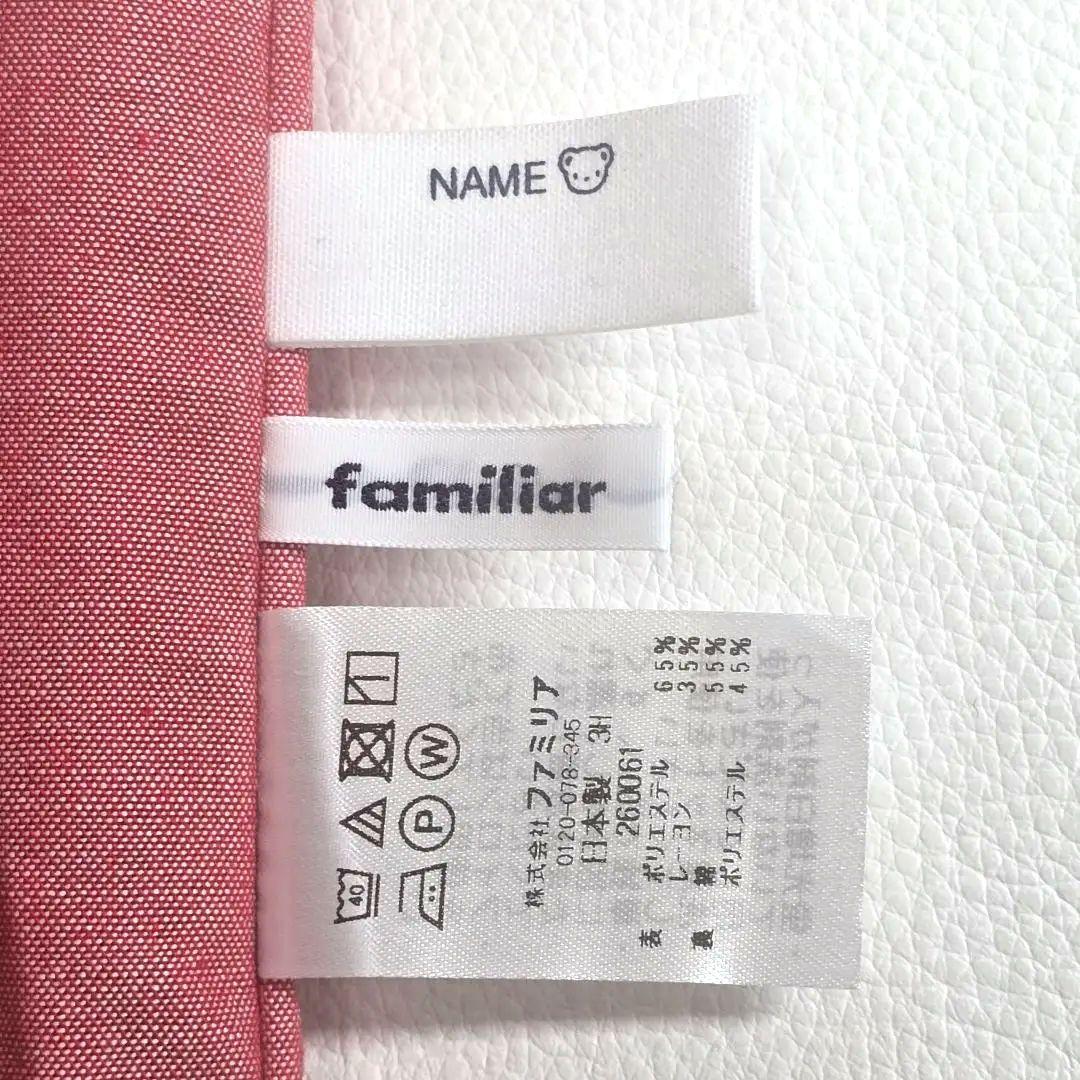 NAME
familiar
40
P
W
株式会社ファミリア
0120-078-345
日本製 3H
260061
表 ポリエステル 65%
レーヨン 35%
裏 綿 55%
ポリエステル 45%